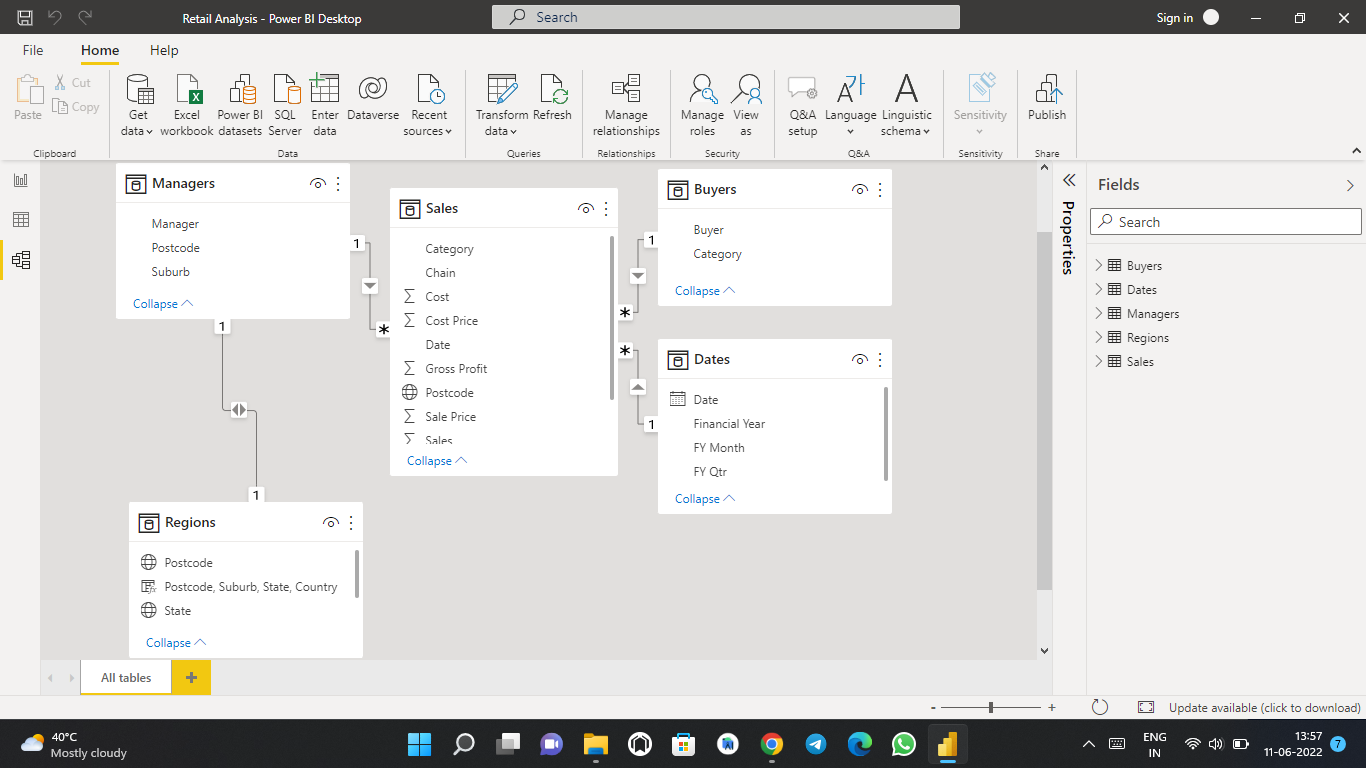 Retail Analysis - Power BI Desktop
Search
Sign in
File
Home
Help
Paste
Cut
Copy
Get data
Excel workbook
Power BI datasets
SQL Server
Enter data
Dataverse
Recent sources
Transform data
Refresh
Manage relationships
Manage roles
View as
Q&A setup
Language
Linguistic schema
Sensitivity
Publish
Clipboard
Data
Queries
Relationships
Security
Q&A
Sensitivity
Share
Managers
Manager
Postcode
Suburb
Collapse
1
*
1
1
Sales
Category
Chain
Cost
Cost Price
Date
Gross Profit
Postcode
Sale Price
Sales
Collapse
1
*
*
1
Buyers
Buyer
Category
Collapse
Dates
Date
Financial Year
FY Month
FY Qtr
Collapse
Regions
Postcode
Postcode, Suburb, State, Country
State
Collapse
Properties
Fields
Search
Buyers
Dates
Managers
Regions
Sales
All tables
+
- +
Update available (click to download)
40°C
Mostly cloudy
ENG
IN
13:57
11-06-2022
7